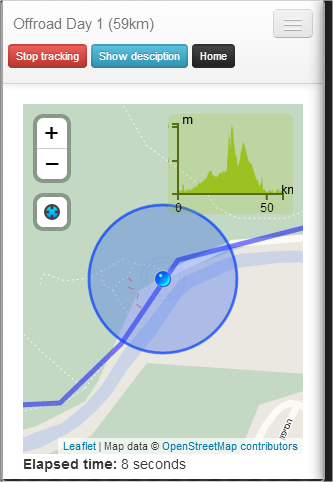 Offroad Day 1 (59km)
Stop tracking
Show desciption
Home
+
−
m
km
0
50
Leaflet | Map data © OpenStreetMap contributors
Elapsed time: 8 seconds